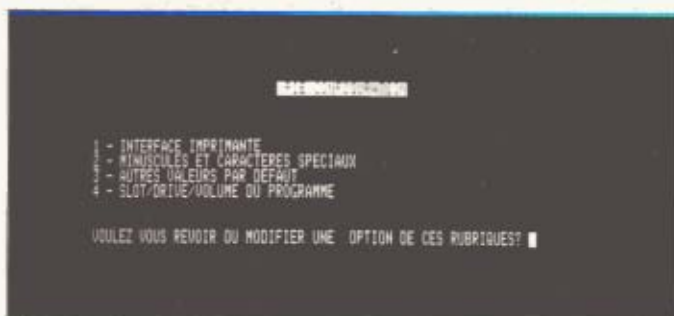 1 - INTERFACE IMPRIMANTE
2 - MINUSCULES ET CARACTERES SPECIAUX
3 - AUTRES VALEURS PAR DEFAUT
4 - SLOT/DRIVE/VOLUME DU PROGRAMME
VOULEZ VOUS REVOIR OU MODIFIER UNE OPTION DE CES RUBRIQUES?